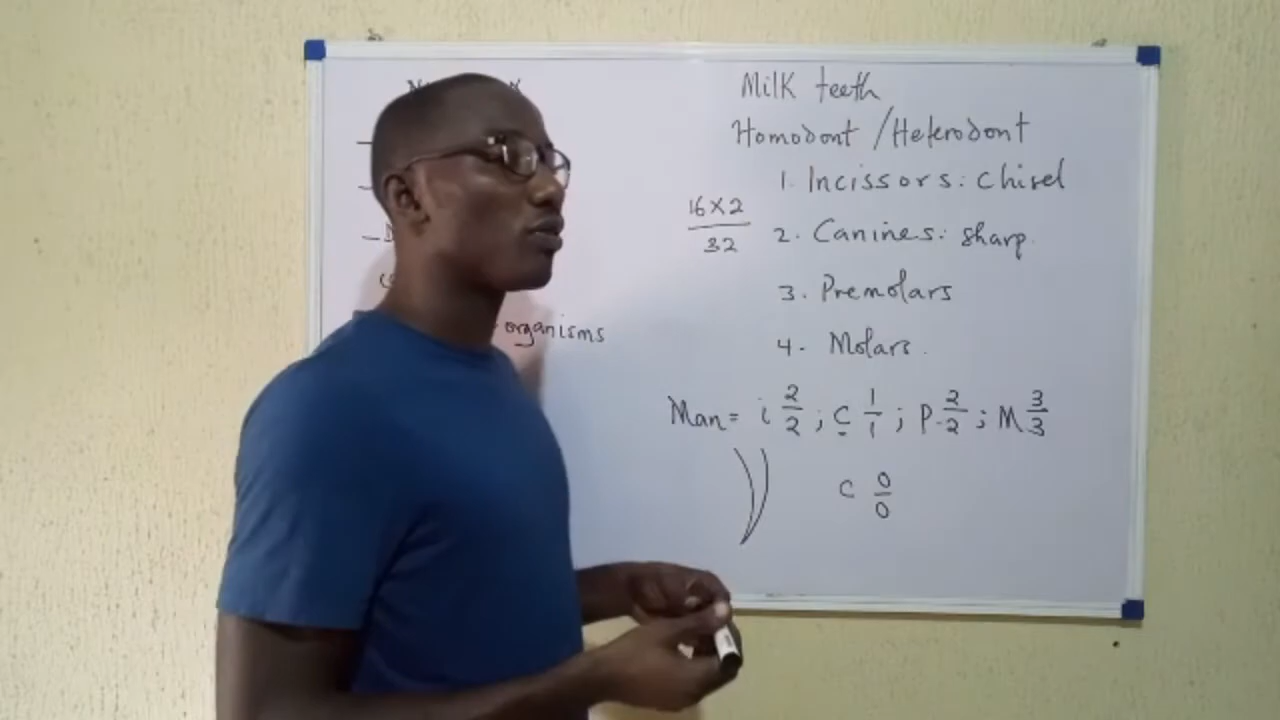 organisms
Milk teeth
Homodont / Heterodont
1. Incissors: Chisel
16 X 2
32
2. Canines: sharp.
3. Premolars
4. Molars.
Man = i 2/2 ; C 1/1 ; P 2/2 ; M 3/3
C 0/0